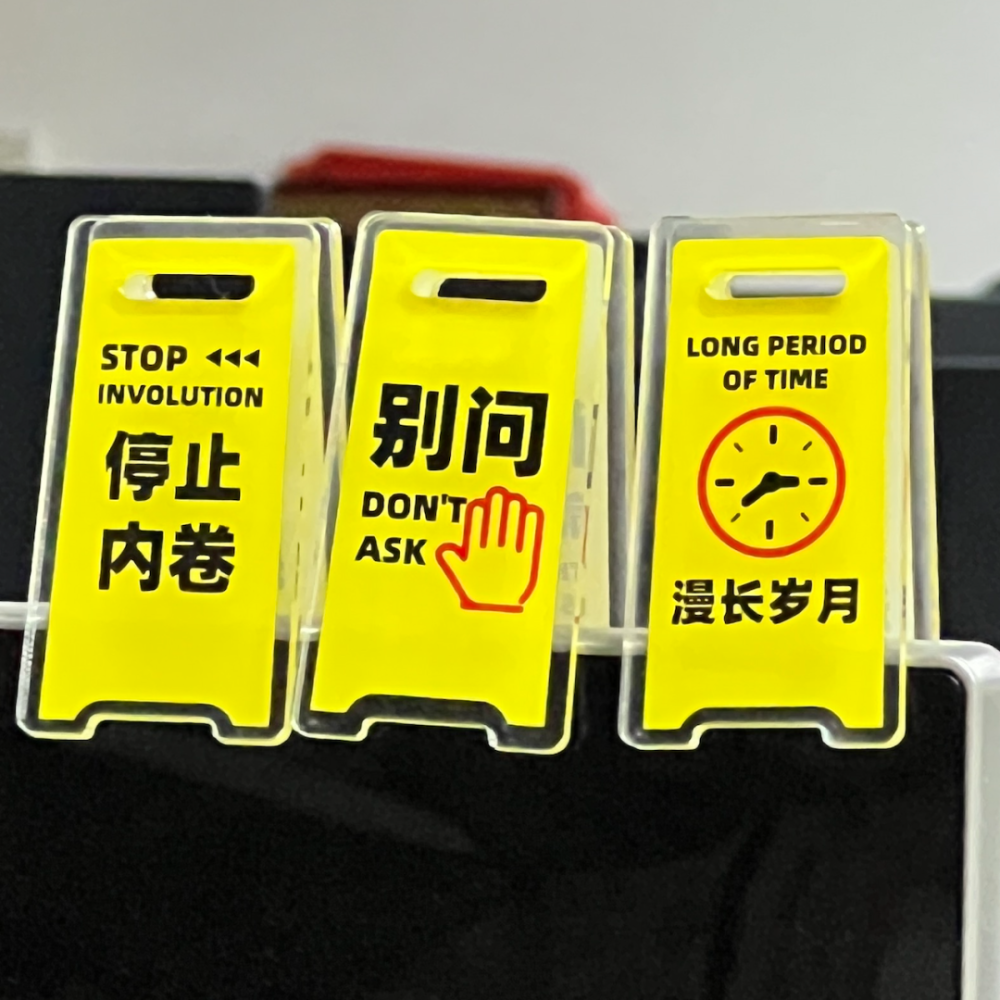 STOP
INVOLUTION
停止
内卷
别问
DON'T
ASK
LONG PERIOD
OF TIME
漫长岁月